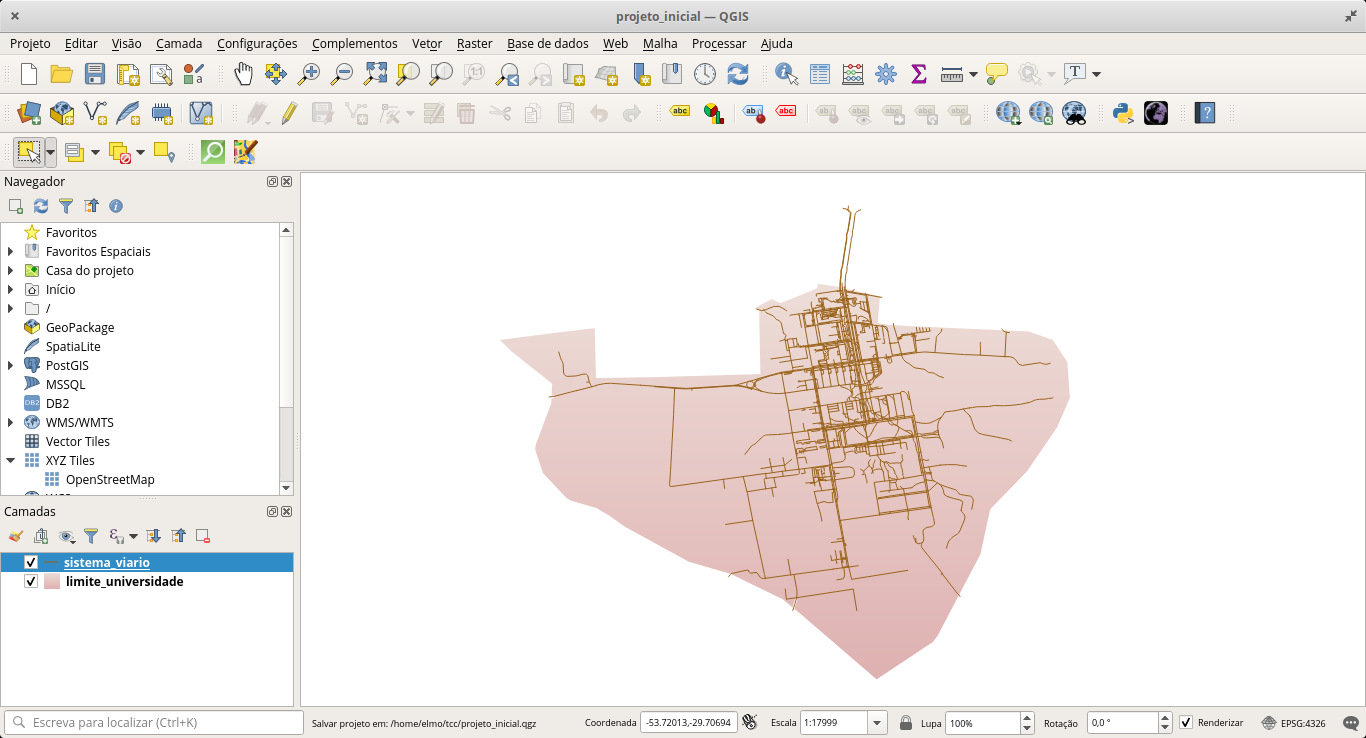 projeto_inicial — QGIS
Projeto Editar Visão Camada Configurações Complementos Vetor Raster Base de dados Web Malha Processar Ajuda
Navegador
Favoritos
Favoritos Espaciais
Casa do projeto
Início
/
GeoPackage
SpatiaLite
PostGIS
MSSQL
DB2
WMS/WMTS
Vector Tiles
XYZ Tiles
OpenStreetMap
Camadas
sistema_viario
limite_universidade
Escreva para localizar (Ctrl+K) Salvar projeto em: /home/elmo/tcc/projeto_inicial.qgz Coordenada -53.72013,-29.70694 Escala 1:17999 Lupa 100% Rotação 0,0 ° Renderizar EPSG:4326